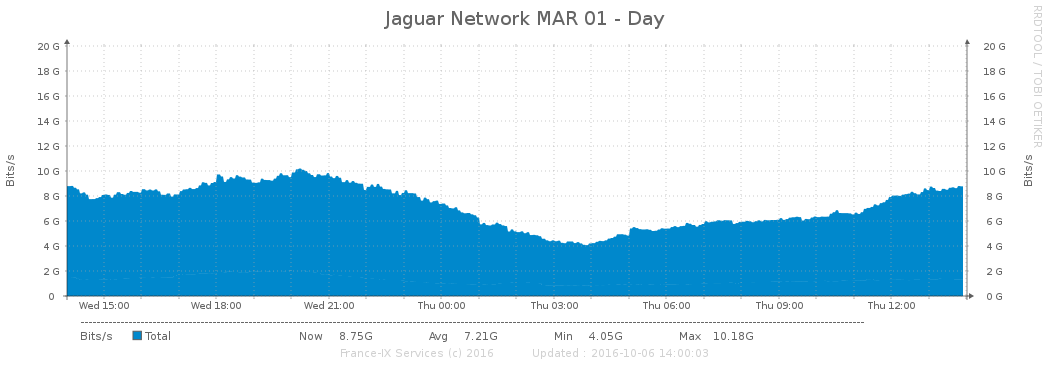 Jaguar Network MAR 01 - Day
RRDTOOL / TOBI OETIKER
Bits/s
20 G 20 G
18 G 18 G
16 G 16 G
14 G 14 G
12 G 12 G
10 G 10 G
8 G 8 G
6 G 6 G
4 G 4 G
2 G 2 G
0 0 G
Bits/s
Wed 15:00 Wed 18:00 Wed 21:00 Thu 00:00 Thu 03:00 Thu 06:00 Thu 09:00 Thu 12:00
Bits/s Total Now 8.75G Avg 7.21G Min 4.05G Max 10.18G
France-IX Services (c) 2016 Updated : 2016-10-06 14:00:03